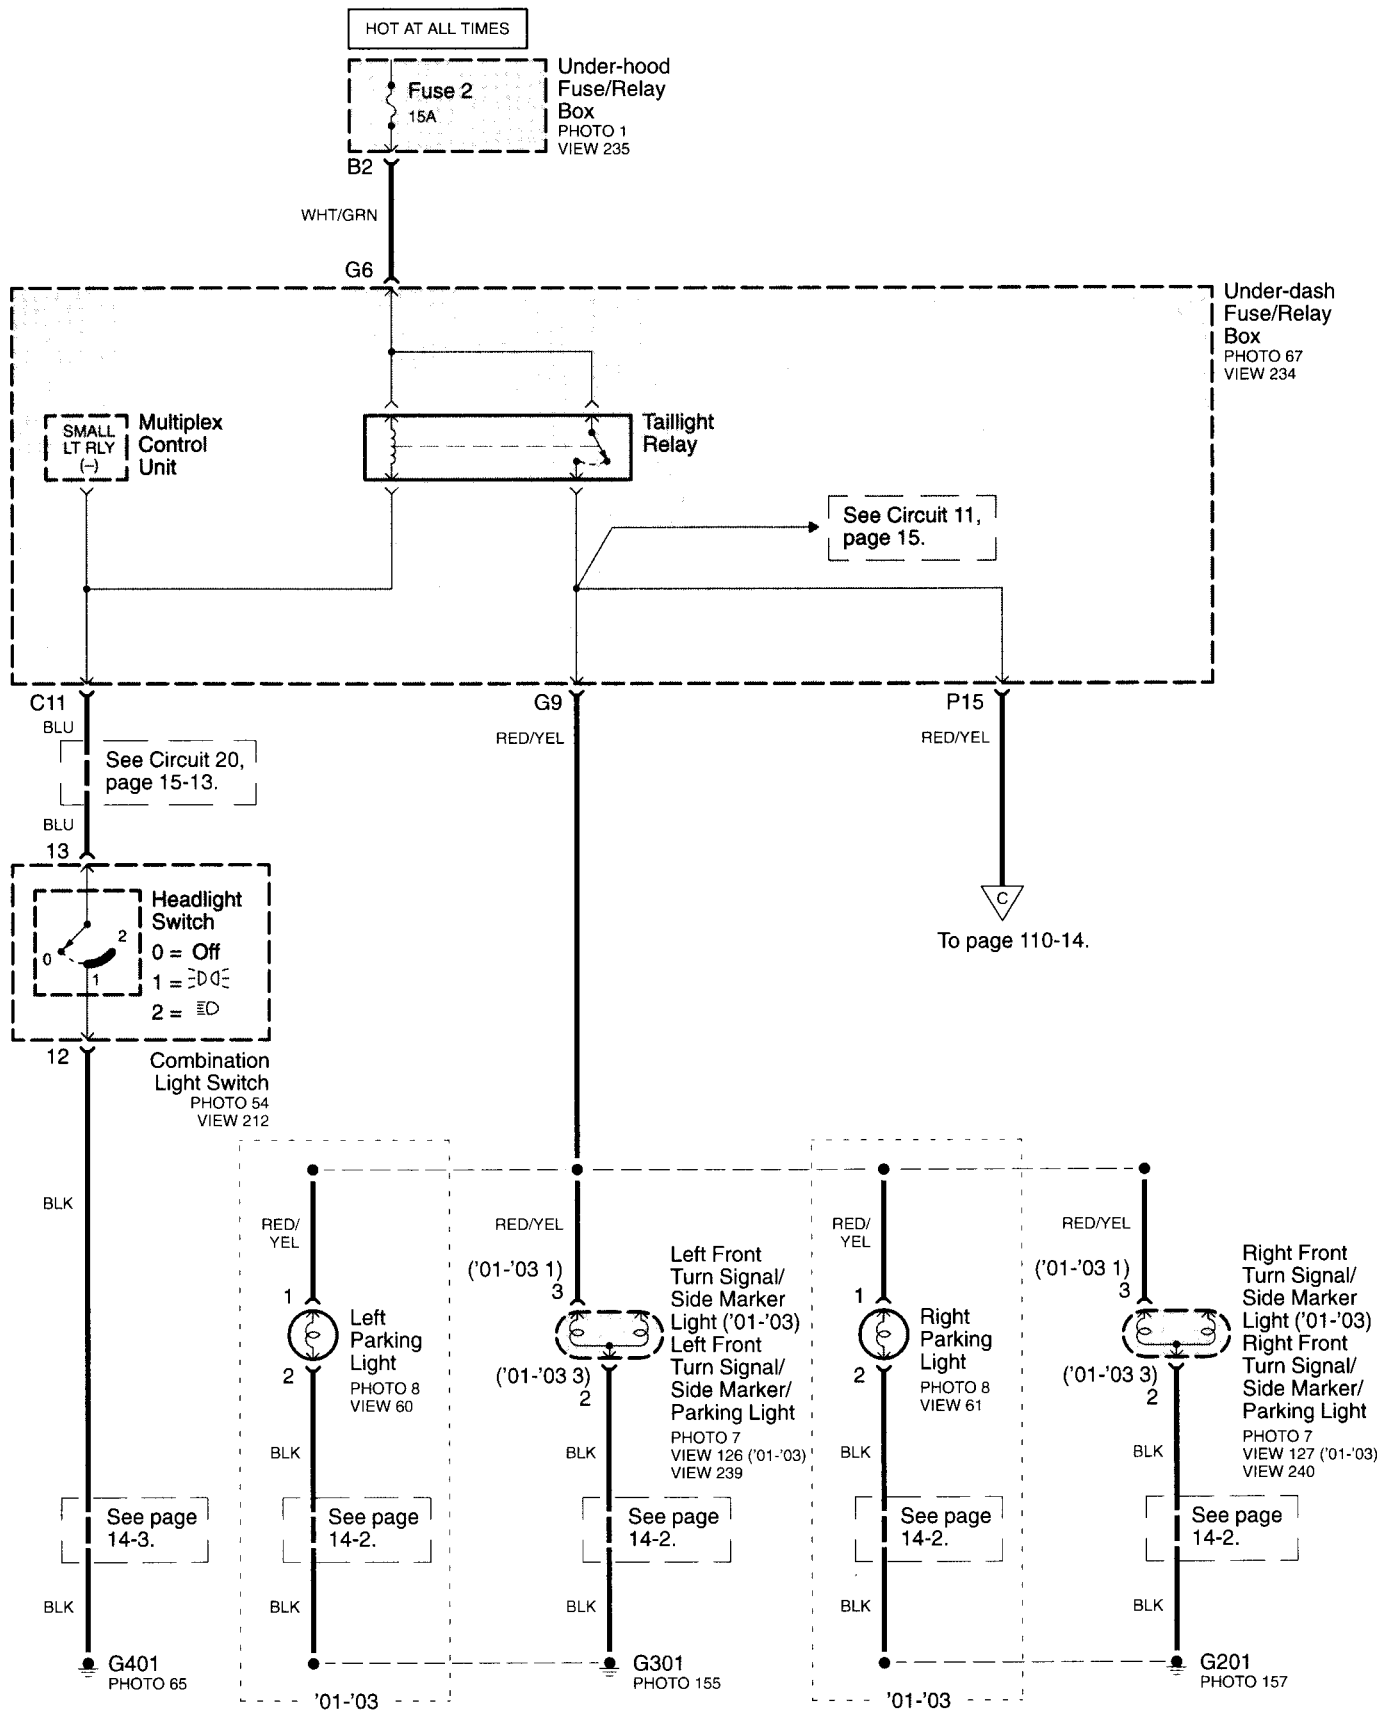 HOT AT ALL TIMES
Fuse 2
15A
Under-hood
Fuse/Relay
Box
PHOTO 1
VIEW 235
B2
WHT/GRN
G6
Under-dash
Fuse/Relay
Box
PHOTO 67
VIEW 234
SMALL
LT RLY
(–)
Multiplex
Control
Unit
Taillight
Relay
See Circuit 11,
page 15.
C11
G9
P15
BLU
RED/YEL
RED/YEL
See Circuit 20,
page 15-13.
BLU
13
Headlight
Switch
0 = Off
1 =
2 =
0
1
2
C
To page 110-14.
12
Combination
Light Switch
PHOTO 54
VIEW 212
BLK
RED/
YEL
RED/YEL
RED/
YEL
RED/YEL
1
('01-'03 1)
3
1
('01-'03 1)
3
Left
Parking
Light
PHOTO 8
VIEW 60
2
Left Front
Turn Signal/
Side Marker
Light ('01-'03)
Left Front
Turn Signal/
Side Marker/
Parking Light
PHOTO 7
VIEW 126 ('01-'03)
VIEW 239
('01-'03 3)
2
Right
Parking
Light
PHOTO 8
VIEW 61
2
Right Front
Turn Signal/
Side Marker
Light ('01-'03)
Right Front
Turn Signal/
Side Marker/
Parking Light
PHOTO 7
VIEW 127 ('01-'03)
VIEW 240
('01-'03 3)
2
BLK
BLK
BLK
BLK
See page
14-3.
See page
14-2.
See page
14-2.
See page
14-2.
See page
14-2.
BLK
BLK
BLK
BLK
BLK
G401
PHOTO 65
G301
PHOTO 155
G201
PHOTO 157
'01-'03
'01-'03